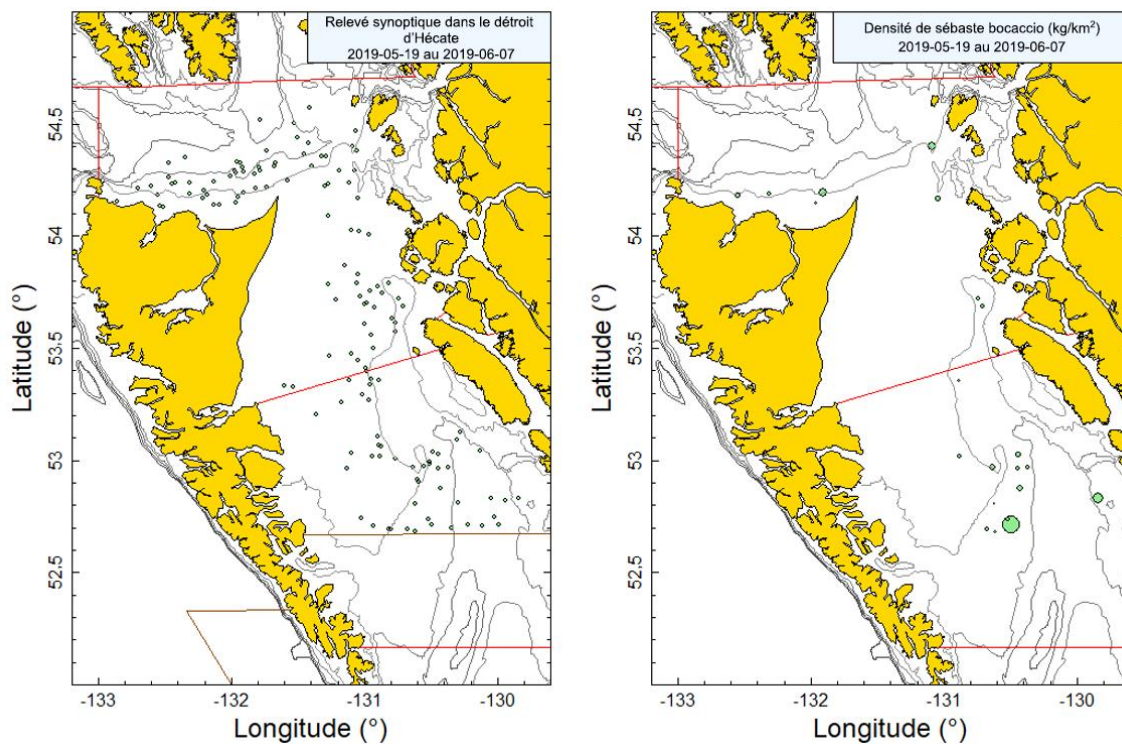 Relevé synoptique dans le détroit
d'Hécate
2019-05-19 au 2019-06-07
Latitude (°)
54,5
54
53,5
53
52,5
-133
-132
-131
-130
Longitude (°)
Densité de sébaste bocaccio (kg/km²)
2019-05-19 au 2019-06-07
Latitude (°)
54,5
54
53,5
53
52,5
-133
-132
-131
-130
Longitude (°)